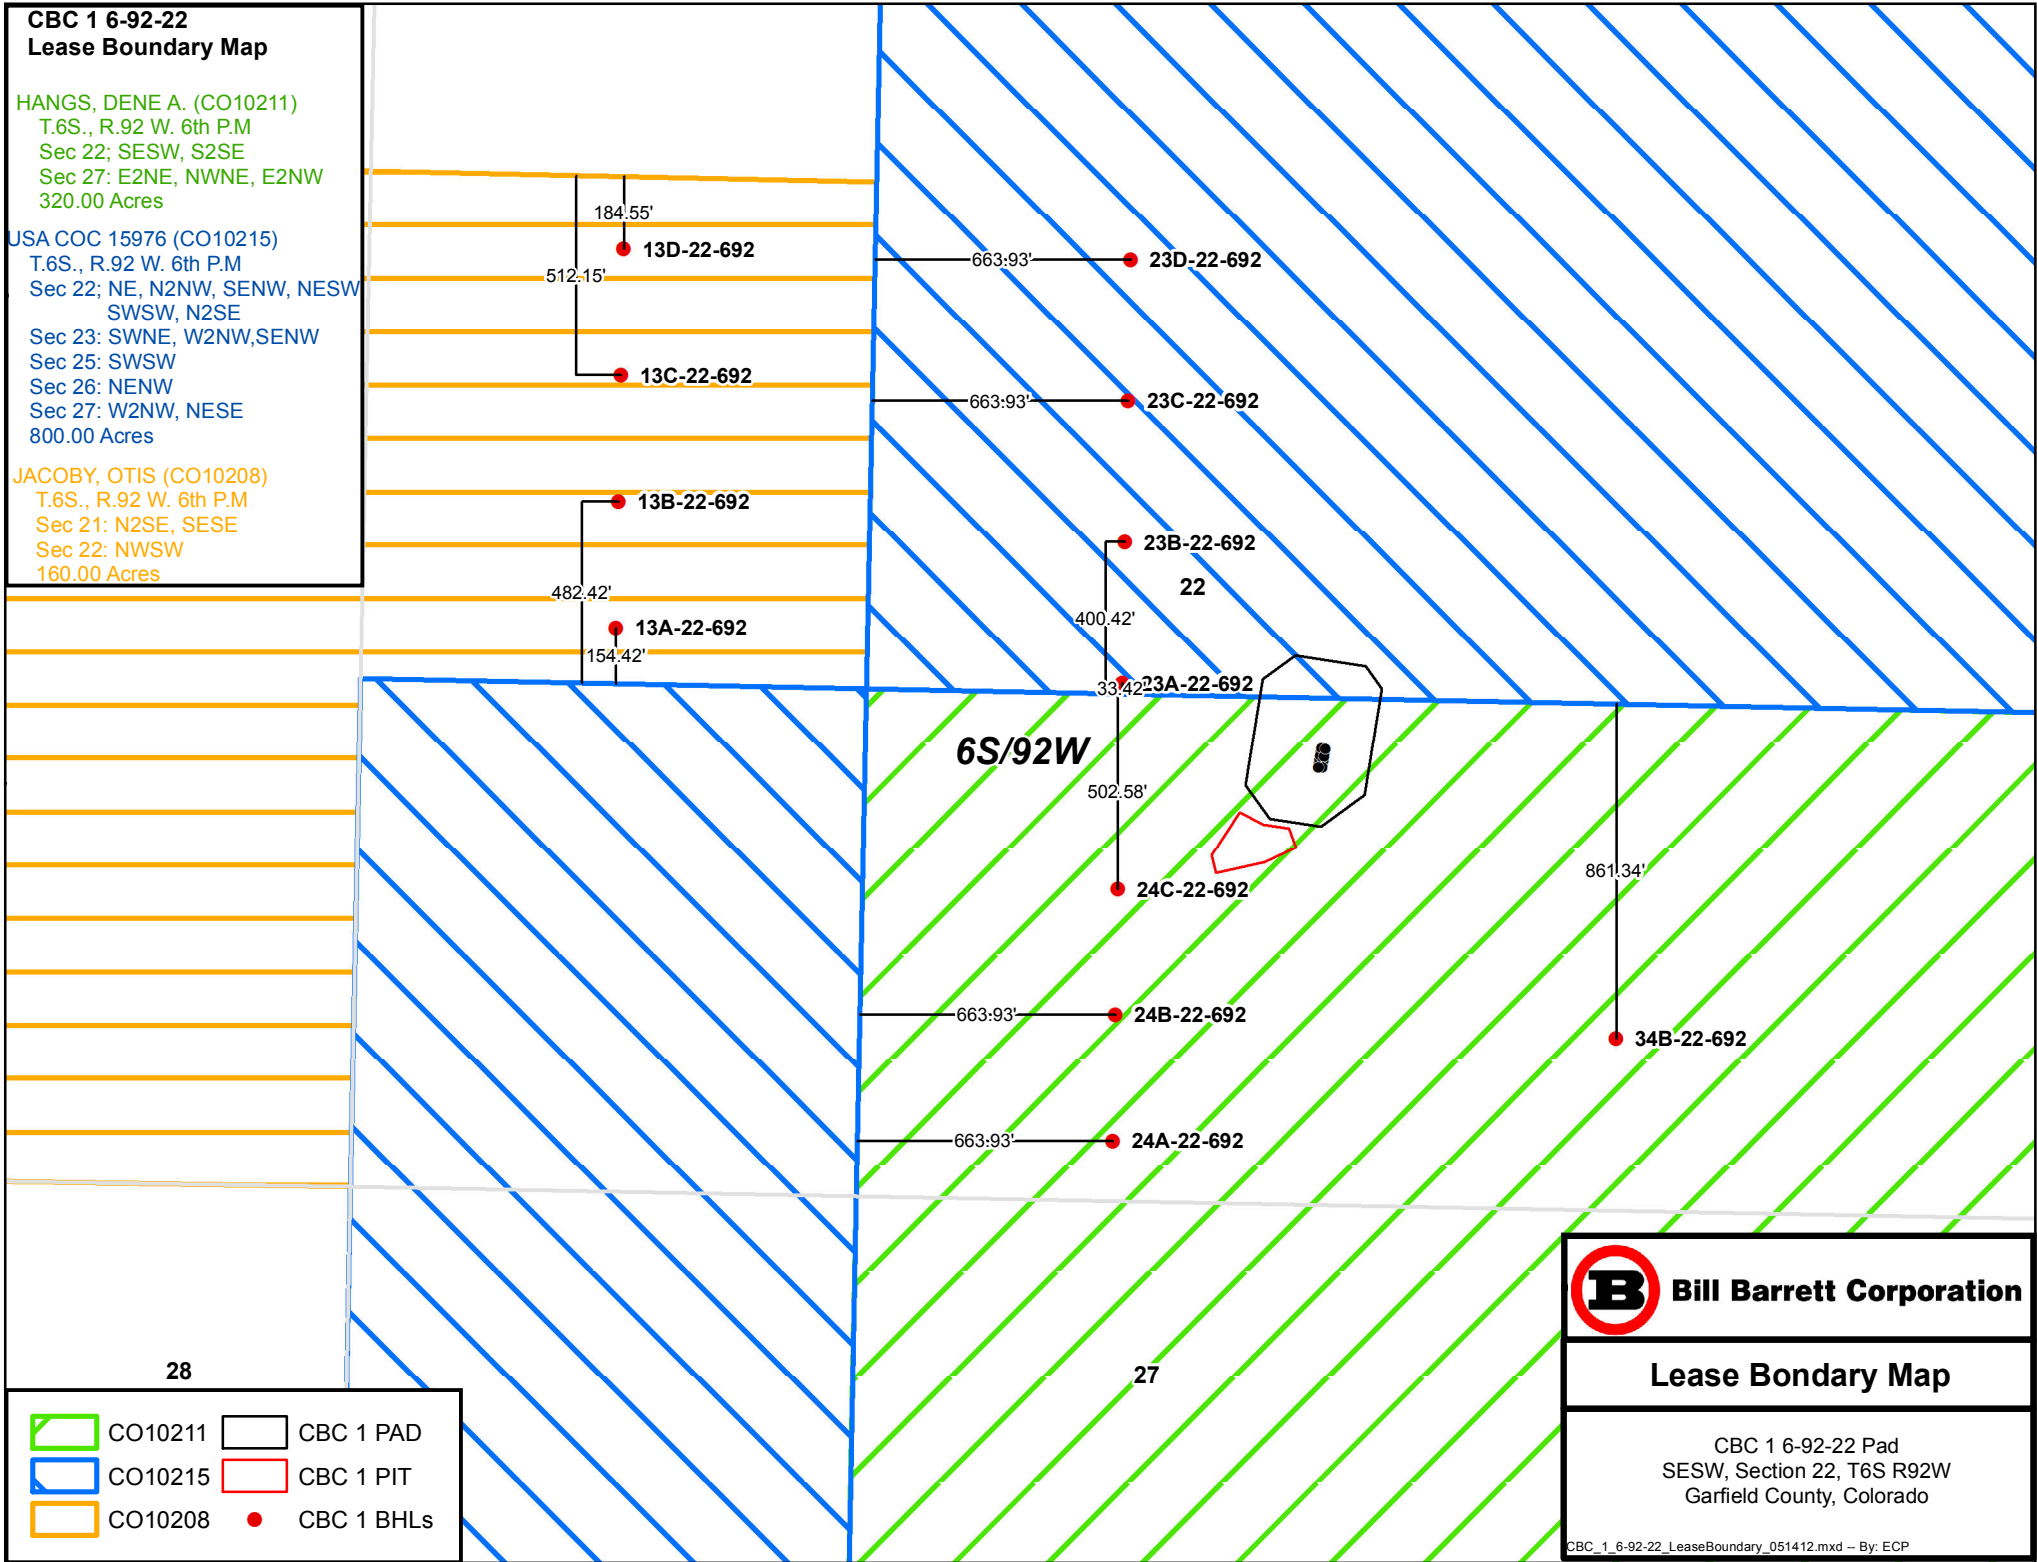 CBC 1 6-92-22
Lease Boundary Map
HANGS, DENE A. (CO10211)
T.6S., R.92 W. 6th P.M
Sec 22; SESW, S2SE
Sec 27: E2NE, NWNE, E2NW
320.00 Acres
USA COC 15976 (CO10215)
T.6S., R.92 W. 6th P.M
Sec 22; NE, N2NW, SENW, NESW
SWSW, N2SE
Sec 23: SWNE, W2NW,SENW
Sec 25: SWSW
Sec 26: NENW
Sec 27: W2NW, NESE
800.00 Acres
JACOBY, OTIS (CO10208)
T.6S., R.92 W. 6th P.M
Sec 21: N2SE, SESE
Sec 22: NWSW
160.00 Acres
184.55'
13D-22-692
512.15'
663.93'
23D-22-692
13C-22-692
663.93'
23C-22-692
13B-22-692
23B-22-692
22
482.42'
400.42'
13A-22-692
154.42'
33.42'
23A-22-692
6S/92W
502.58'
24C-22-692
861.34'
663.93'
24B-22-692
34B-22-692
663.93'
24A-22-692
28
27
CO10211
CBC 1 PAD
CO10215
CBC 1 PIT
CO10208
CBC 1 BHLs
B
Bill Barrett Corporation
Lease Bondary Map
CBC 1 6-92-22 Pad
SESW, Section 22, T6S R92W
Garfield County, Colorado
CBC_1_6-92-22_LeaseBoundary_051412.mxd -- By: ECP